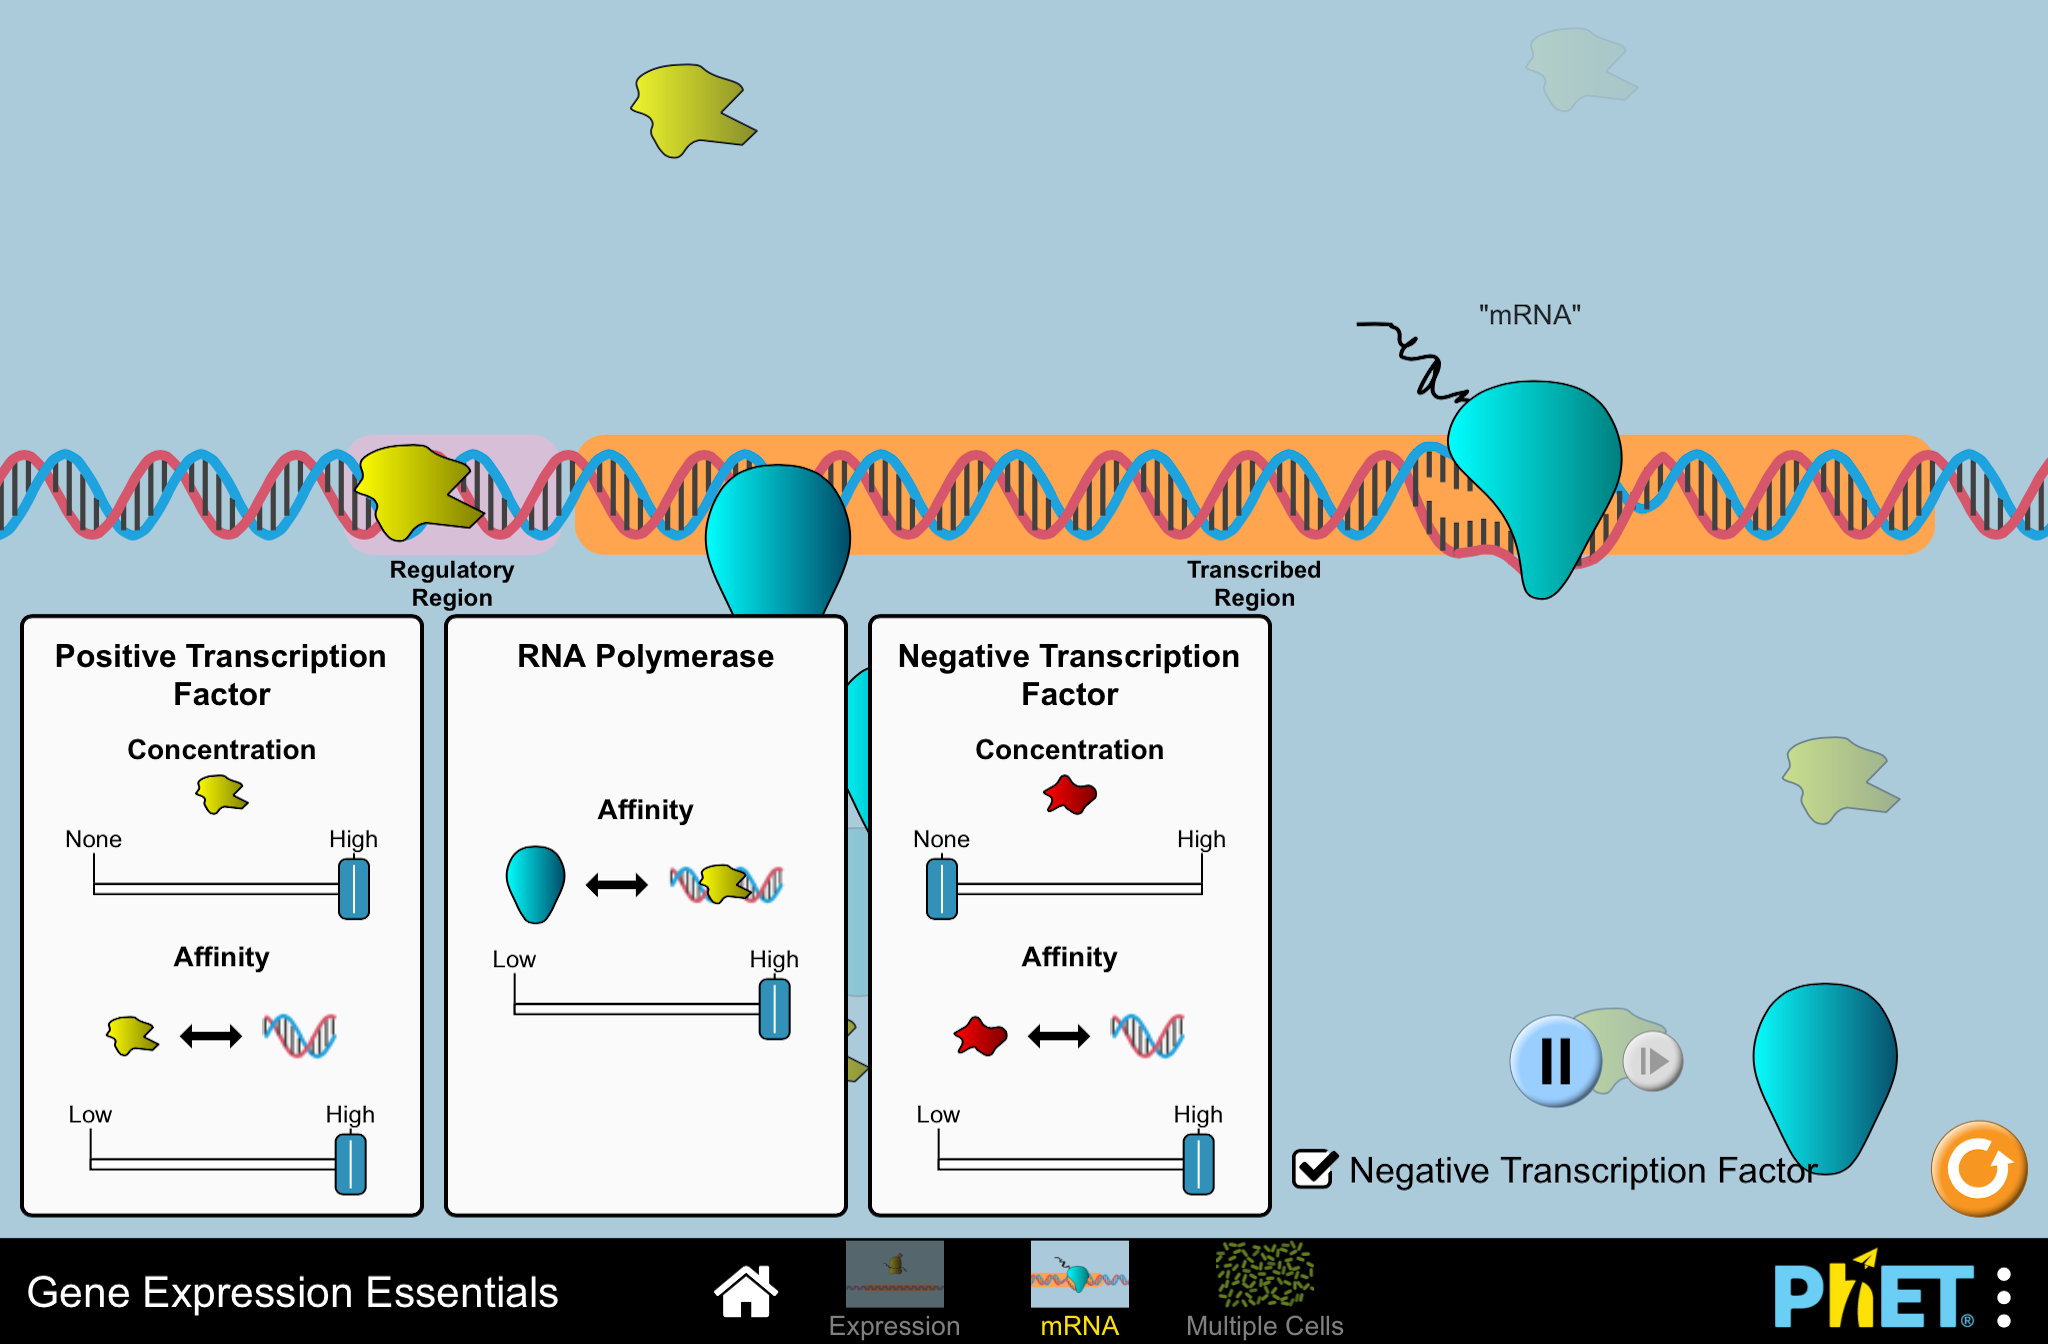 "mRNA"
Regulatory
Region
Transcribed
Region
Positive Transcription
Factor
Concentration
None
High
Affinity
Low
High
RNA Polymerase
Affinity
Low
High
Negative Transcription
Factor
Concentration
None
High
Affinity
Low
High
Negative Transcription Factor
Gene Expression Essentials
Expression
mRNA
Multiple Cells
PhET®